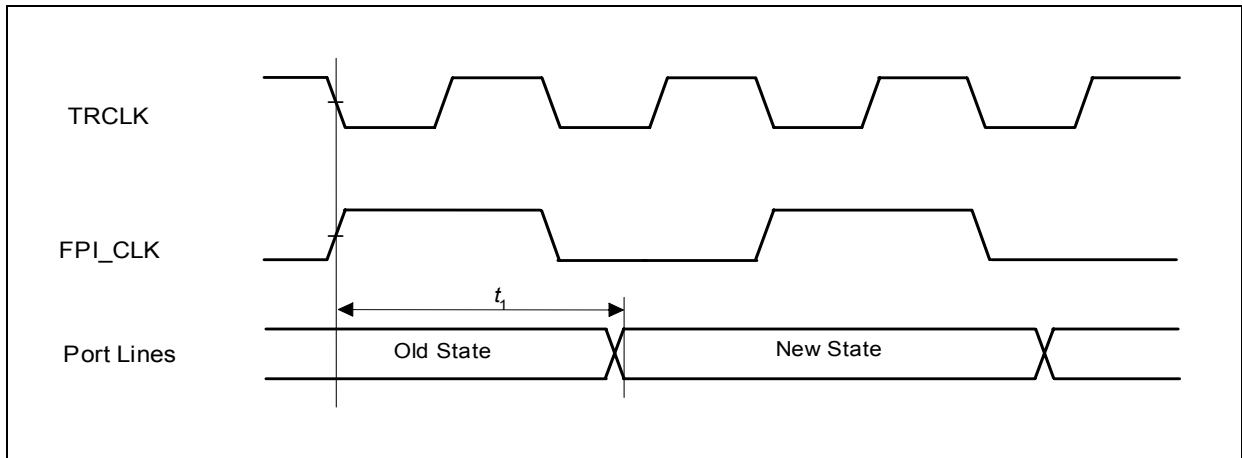 TRCLK
FPI_CLK
t1
Port Lines
Old State
New State